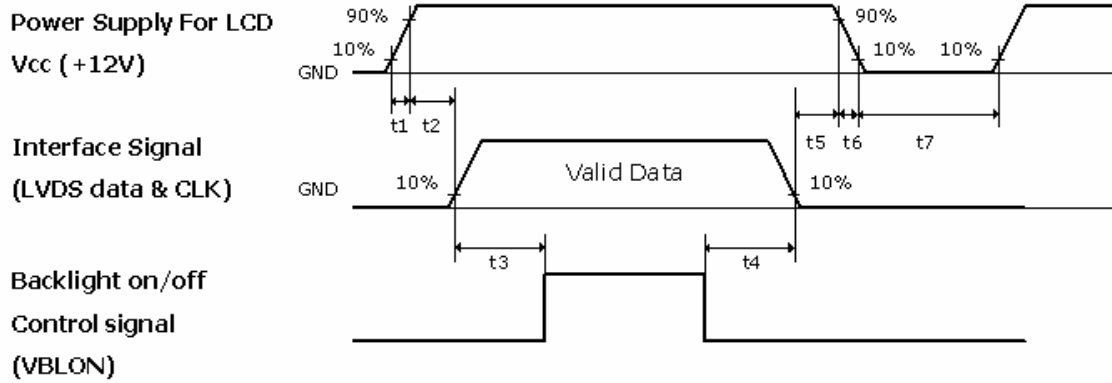 Power Supply For LCD
Vcc (+12V)
90%
10%
GND
90%
10%
10%
t1
t2
t5
t6
t7
Interface Signal
(LVDS data & CLK)
GND
10%
Valid Data
10%
t3
t4
Backlight on/off
Control signal
(VBLON)